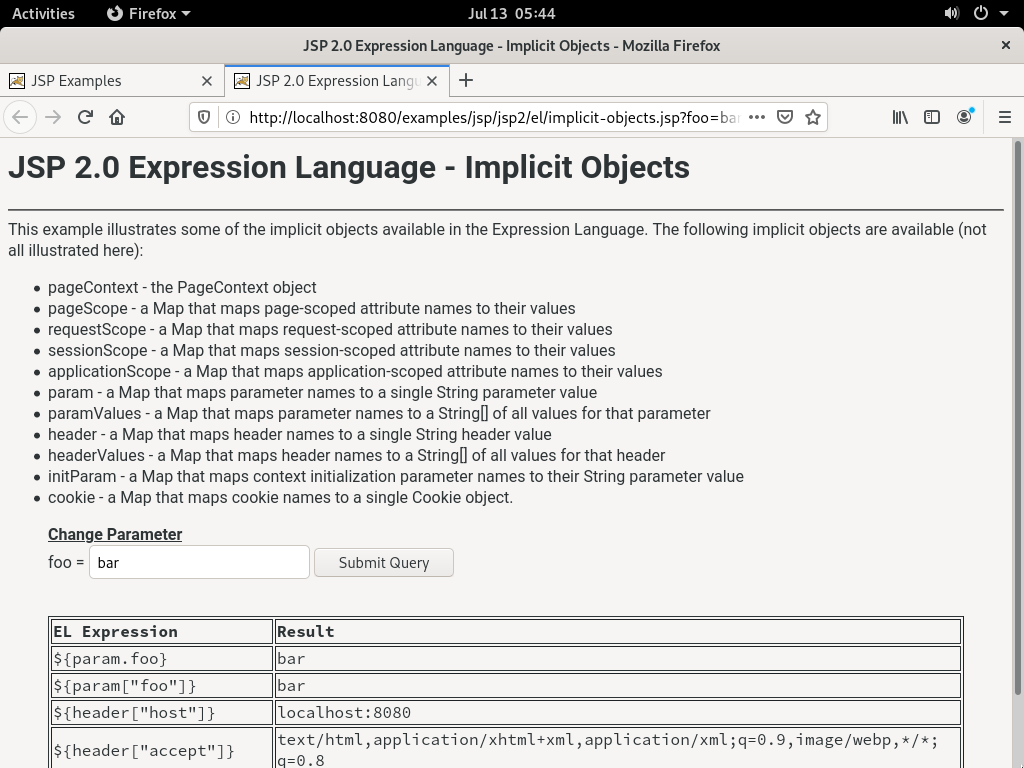 Activities
Firefox
Jul 13 05:44
JSP 2.0 Expression Language - Implicit Objects - Mozilla Firefox
JSP Examples
JSP 2.0 Expression Langu
http://localhost:8080/examples/jsp/jsp2/el/implicit-objects.jsp?foo=bar
JSP 2.0 Expression Language - Implicit Objects
This example illustrates some of the implicit objects available in the Expression Language. The following implicit objects are available (not
all illustrated here):
• pageContext - the PageContext object
• pageScope - a Map that maps page-scoped attribute names to their values
• requestScope - a Map that maps request-scoped attribute names to their values
• sessionScope - a Map that maps session-scoped attribute names to their values
• applicationScope - a Map that maps application-scoped attribute names to their values
• param - a Map that maps parameter names to a single String parameter value
• paramValues - a Map that maps parameter names to a String[] of all values for that parameter
• header - a Map that maps header names to a single String header value
• headerValues - a Map that maps header names to a String[] of all values for that header
• initParam - a Map that maps context initialization parameter names to their String parameter value
• cookie - a Map that maps cookie names to a single Cookie object.
Change Parameter
foo = bar Submit Query
EL Expression Result
${param.foo} bar
${param["foo"]} bar
${header["host"]} localhost:8080
${header["accept"]} text/html,application/xhtml+xml,application/xml;q=0.9,image/webp,*/*;
q=0.8